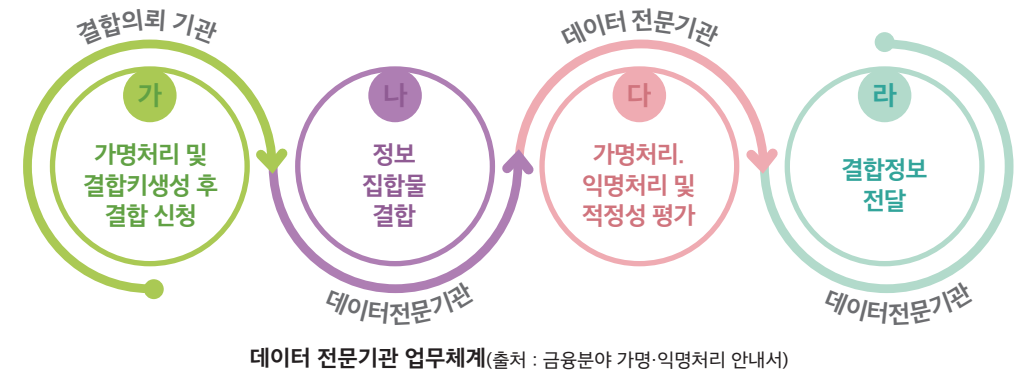 결합의뢰 기관
가
가명처리 및
결합키생성 후
결합 신청
나
정보
집합물
결합
데이터전문기관
데이터 전문기관
다
가명처리.
익명처리 및
적정성 평가
라
결합정보
전달
데이터전문기관
데이터 전문기관 업무체계(출처 : 금융분야 가명·익명처리 안내서)